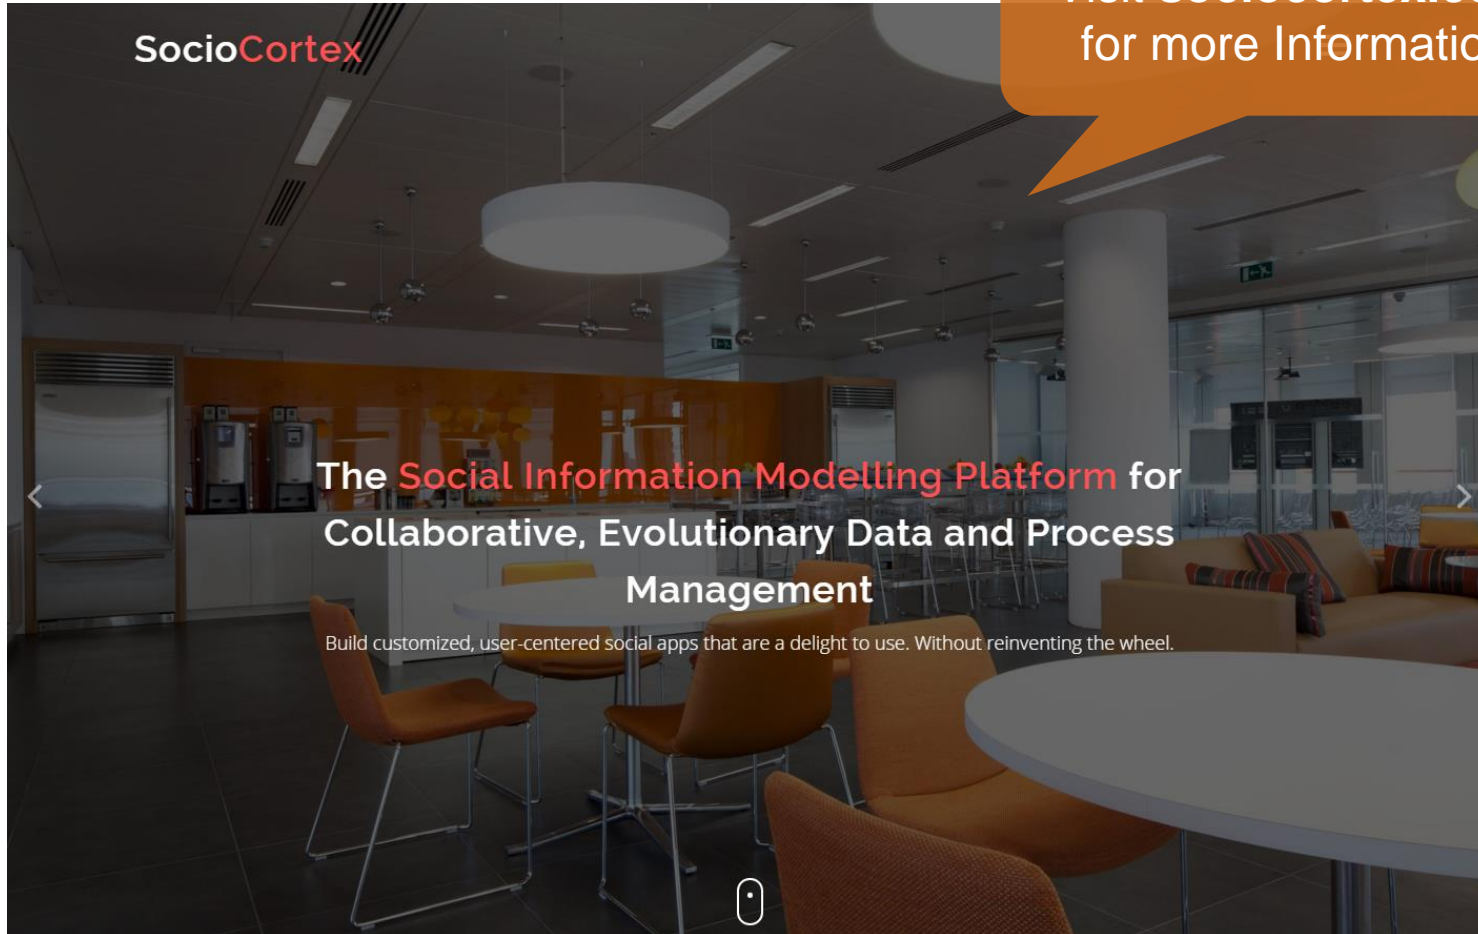 for more
SocioCortex
The Social Information Modelling Platform for
Collaborative, Evolutionary Data and Process
Management
Build customized, user-centered social apps that are a delight to use. Without reinventing the wheel.